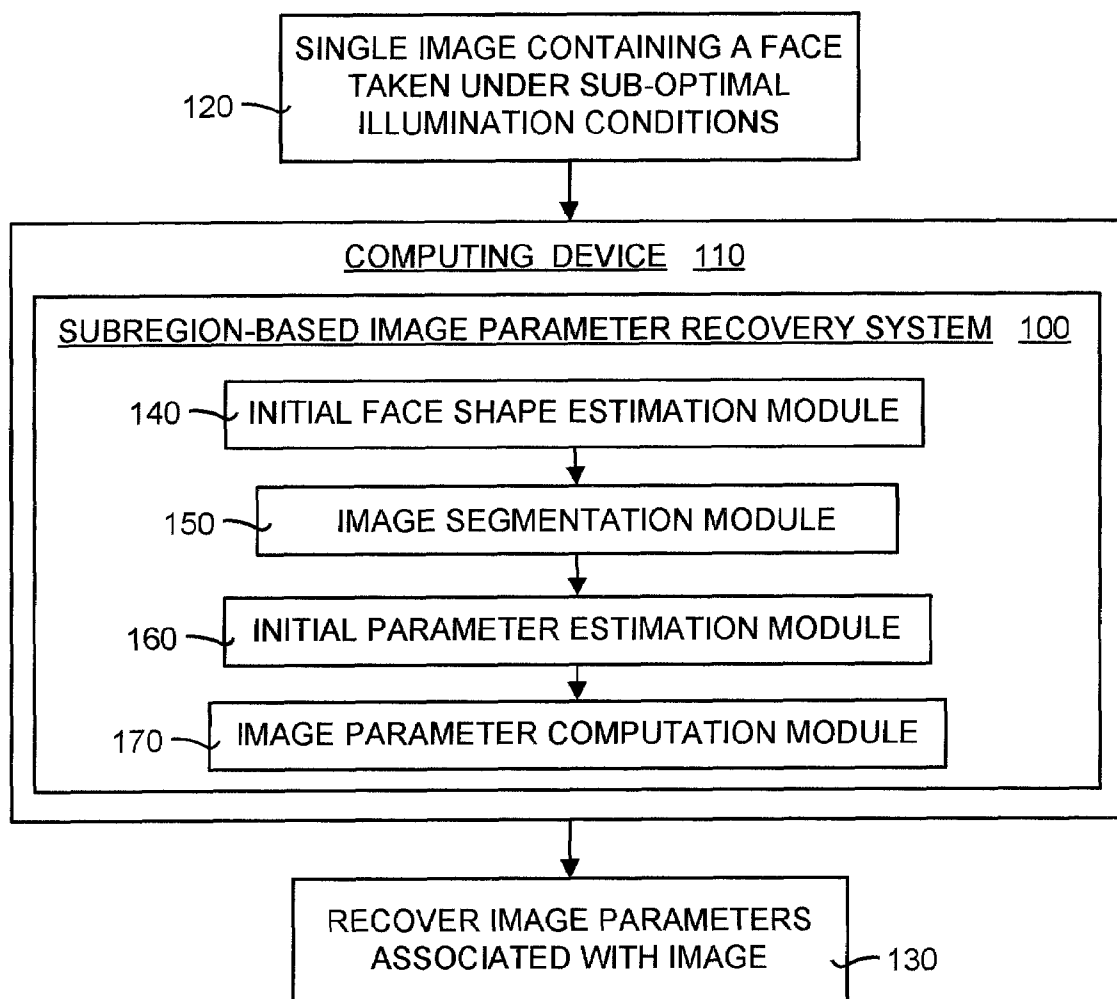 SINGLE IMAGE CONTAINING A FACE
TAKEN UNDER SUB-OPTIMAL
ILLUMINATION CONDITIONS
120
COMPUTING DEVICE 110
SUBREGION-BASED IMAGE PARAMETER RECOVERY SYSTEM 100
140 INITIAL FACE SHAPE ESTIMATION MODULE
150 IMAGE SEGMENTATION MODULE
160 INITIAL PARAMETER ESTIMATION MODULE
170 IMAGE PARAMETER COMPUTATION MODULE
RECOVER IMAGE PARAMETERS
ASSOCIATED WITH IMAGE
130